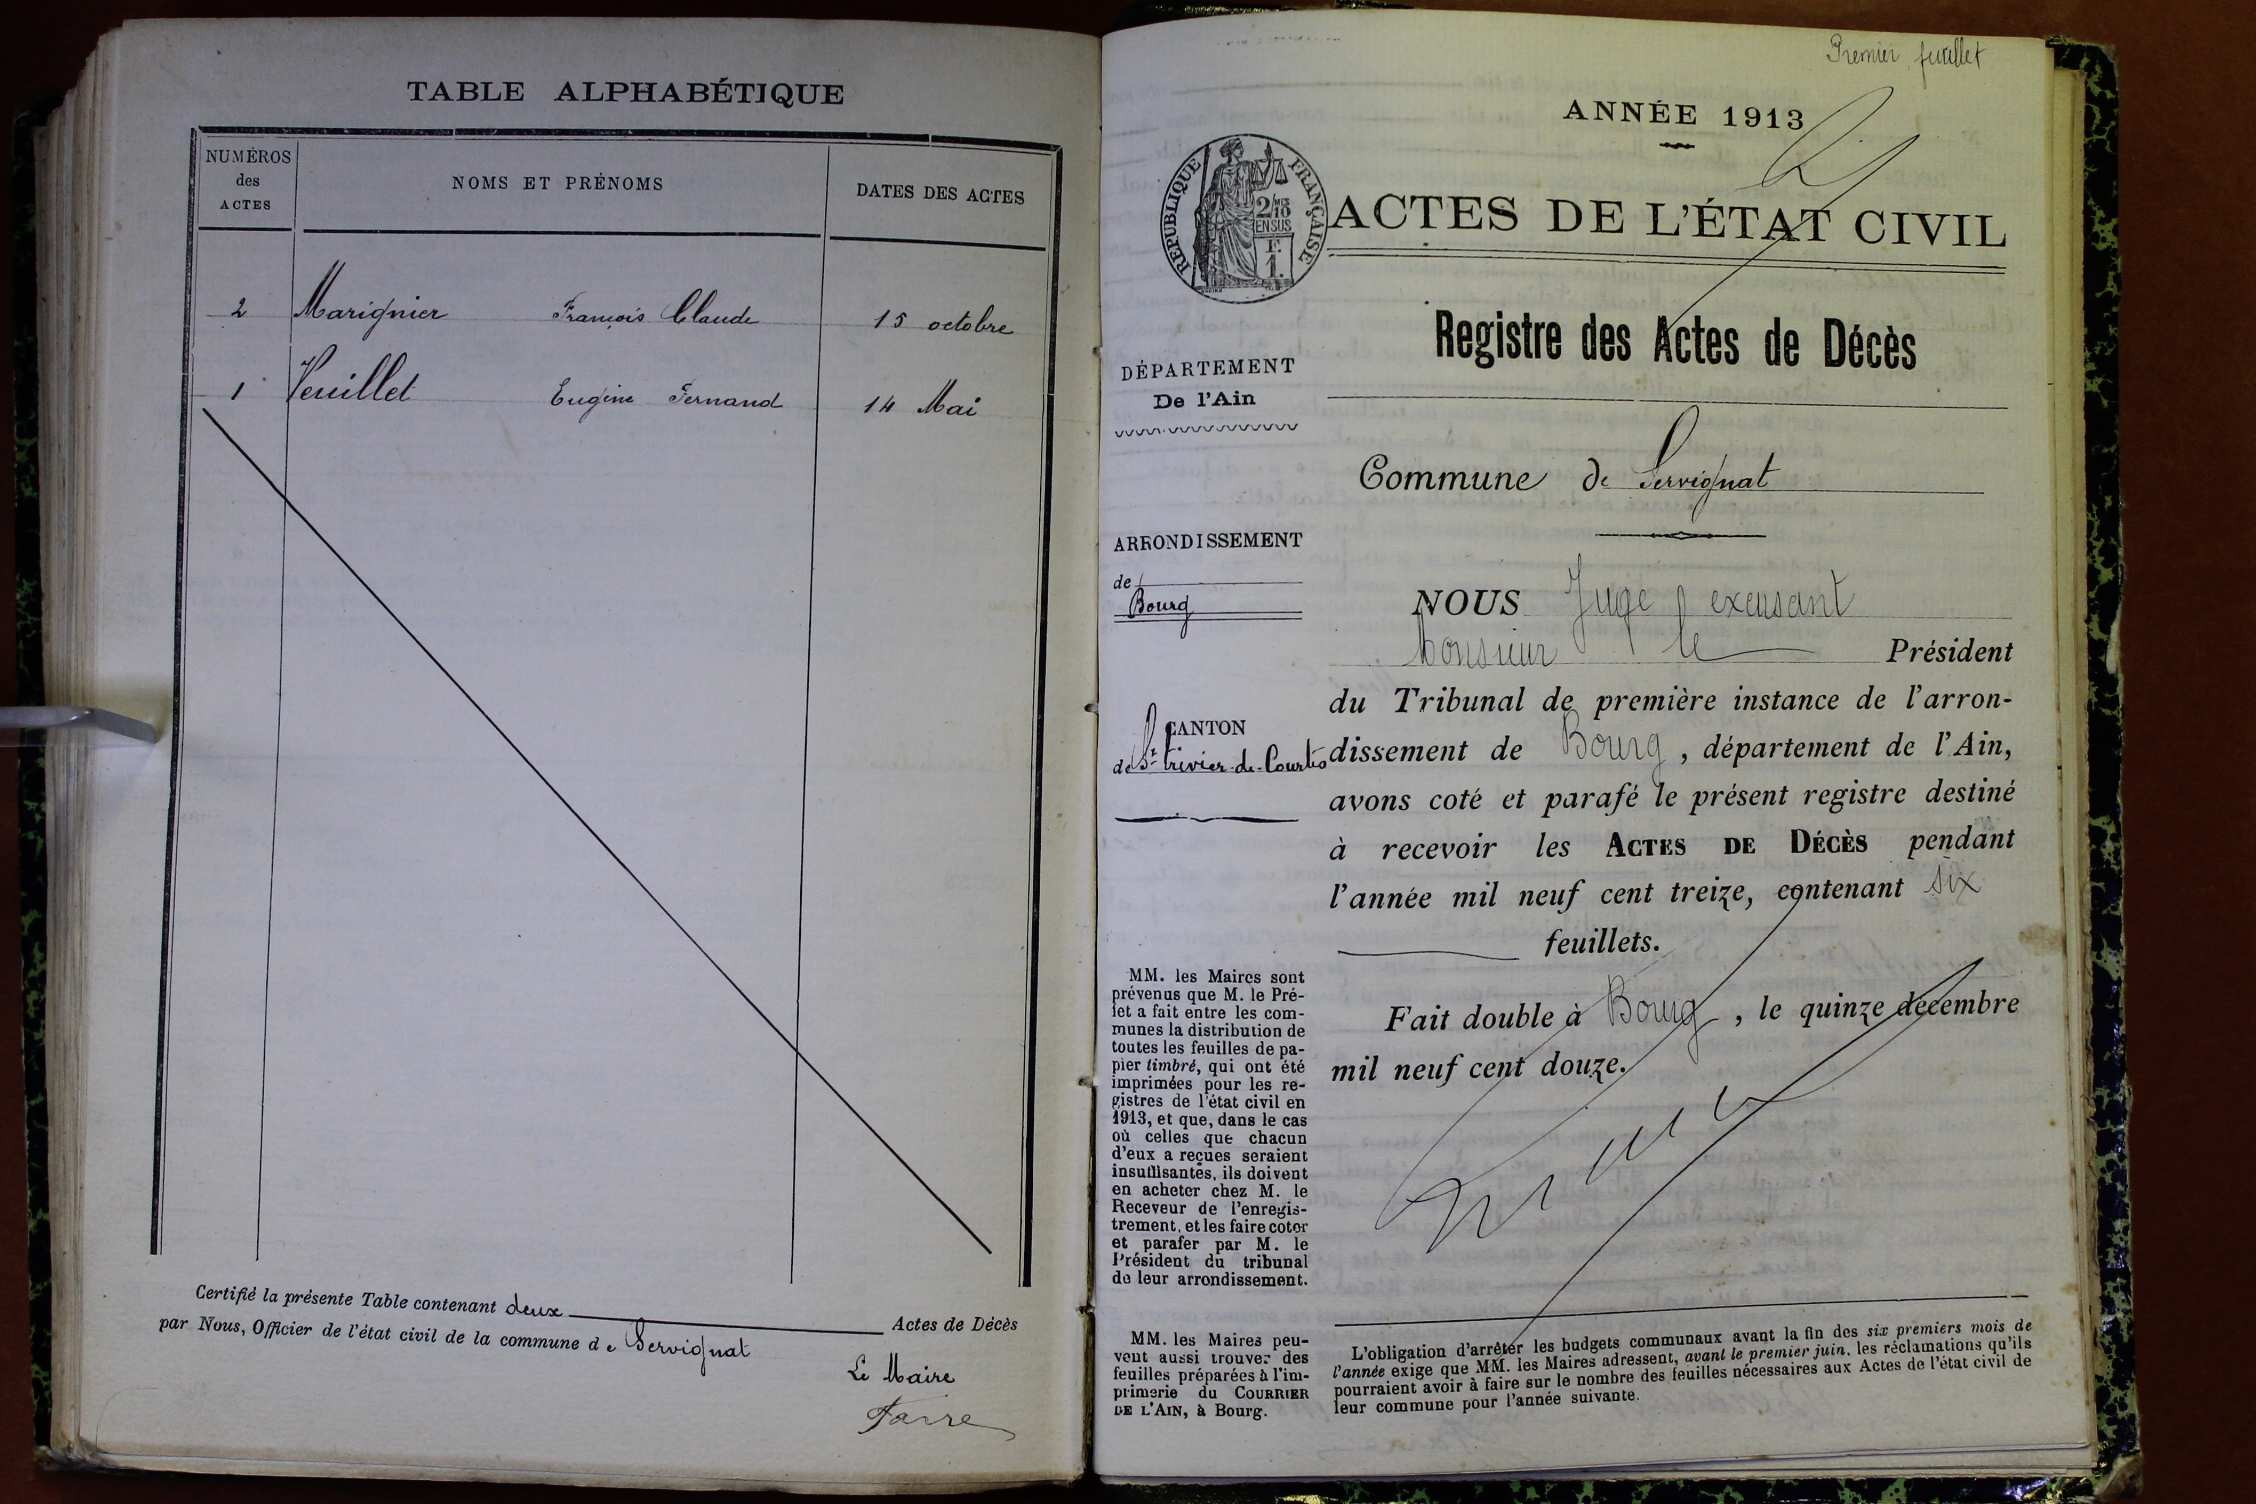 TABLE ALPHABÉTIQUE
NUMÉROS des ACTES
NOMS ET PRÉNOMS
DATES DES ACTES
2 Marignier François Claude 15 octobre
1 Veuillet Eugène Fernand 14 Mai
Certifié la présente Table contenant deux Actes de Décès
par Nous, Officier de l'état civil de la commune de Servignat
Le Maire
Favre
Premier feuillet
ANNÉE 1913
RÉPUBLIQUE FRANÇAISE
2/10 EN SUS
F. 1.
ACTES DE L'ÉTAT CIVIL
Registre des Actes de Décès
DÉPARTEMENT
De l'Ain
Commune de Servignat
ARRONDISSEMENT
de
Bourg
CANTON
de St Trivier-de-Courtes
NOUS Juge excusant
Monsieur le Président
du Tribunal de première instance de l'arron-
dissement de Bourg, département de l'Ain,
avons coté et parafé le présent registre destiné
à recevoir les ACTES DE DÉCÈS pendant
l'année mil neuf cent treize, contenant six
feuillets.
Fait double à Bourg, le quinze décembre
mil neuf cent douze.
MM. les Maires sont
prévenus que M. le Pré-
fet a fait entre les com-
munes la distribution de
toutes les feuilles de pa-
pier timbré, qui ont été
imprimées pour les re-
gistres de l'état civil en
1913, et que, dans le cas
où celles que chacun
d'eux a reçues seraient
insuffisantes, ils doivent
en acheter chez M. le
Receveur de l'enregis-
trement, et les faire coter
et parafer par M. le
Président du tribunal
de leur arrondissement.
MM. les Maires peu-
vent aussi trouver des
feuilles préparées à l'im-
primerie du COURRIER
DE L'AIN, à Bourg.
L'obligation d'arrêter les budgets communaux avant la fin des six premiers mois de
l'année exige que MM. les Maires adressent, avant le premier juin, les réclamations qu'ils
pourraient avoir à faire sur le nombre des feuilles nécessaires aux Actes de l'état civil de
leur commune pour l'année suivante.